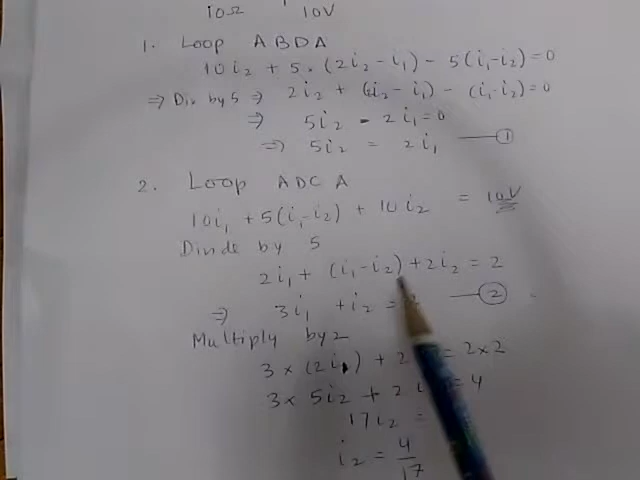 10Ω 10V
1. Loop ABDA
10i₂ + 5.(2i₂ - i₁) - 5(i₁-i₂)=0
⇒ Div by 5 ⇒ 2i₂ + (2i₂ - i₁) - (i₁-i₂)=0
⇒ 5i₂ - 2i₁=0
⇒ 5i₂ = 2i₁ — ①
2. Loop ADCA
10i₁ + 5(i₁-i₂) + 10i₂ = 10V
Divide by 5
2i₁ + (i₁-i₂) + 2i₂ = 2
⇒ 3i₁ + i₂ = — ②
Multiply by 2
3 × (2i₁) + 2 = 2×2
3 × 5i₂ + 2i = 4
17i₂ =
i₂ = 4/17